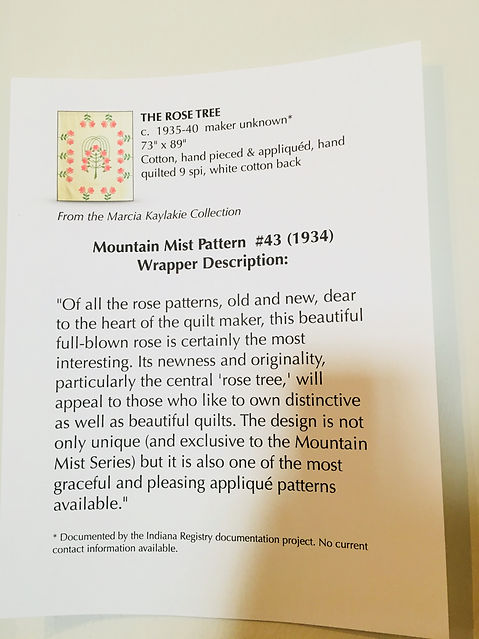 THE ROSE TREE
c. 1935-40 maker unknown*
73" x 89"
Cotton, hand pieced & appliquéd, hand
quilted 9 spi, white cotton back
From the Marcia Kaylakie Collection
Mountain Mist Pattern #43 (1934)
Wrapper Description:
"Of all the rose patterns, old and new, dear
to the heart of the quilt maker, this beautiful
full-blown rose is certainly the most
interesting. Its newness and originality,
particularly the central 'rose tree,' will
appeal to those who like to own distinctive
as well as beautiful quilts. The design is not
only unique (and exclusive to the Mountain
Mist Series) but it is also one of the most
graceful and pleasing appliqué patterns
available."
* Documented by the Indiana Registry documentation project. No current
contact information available.